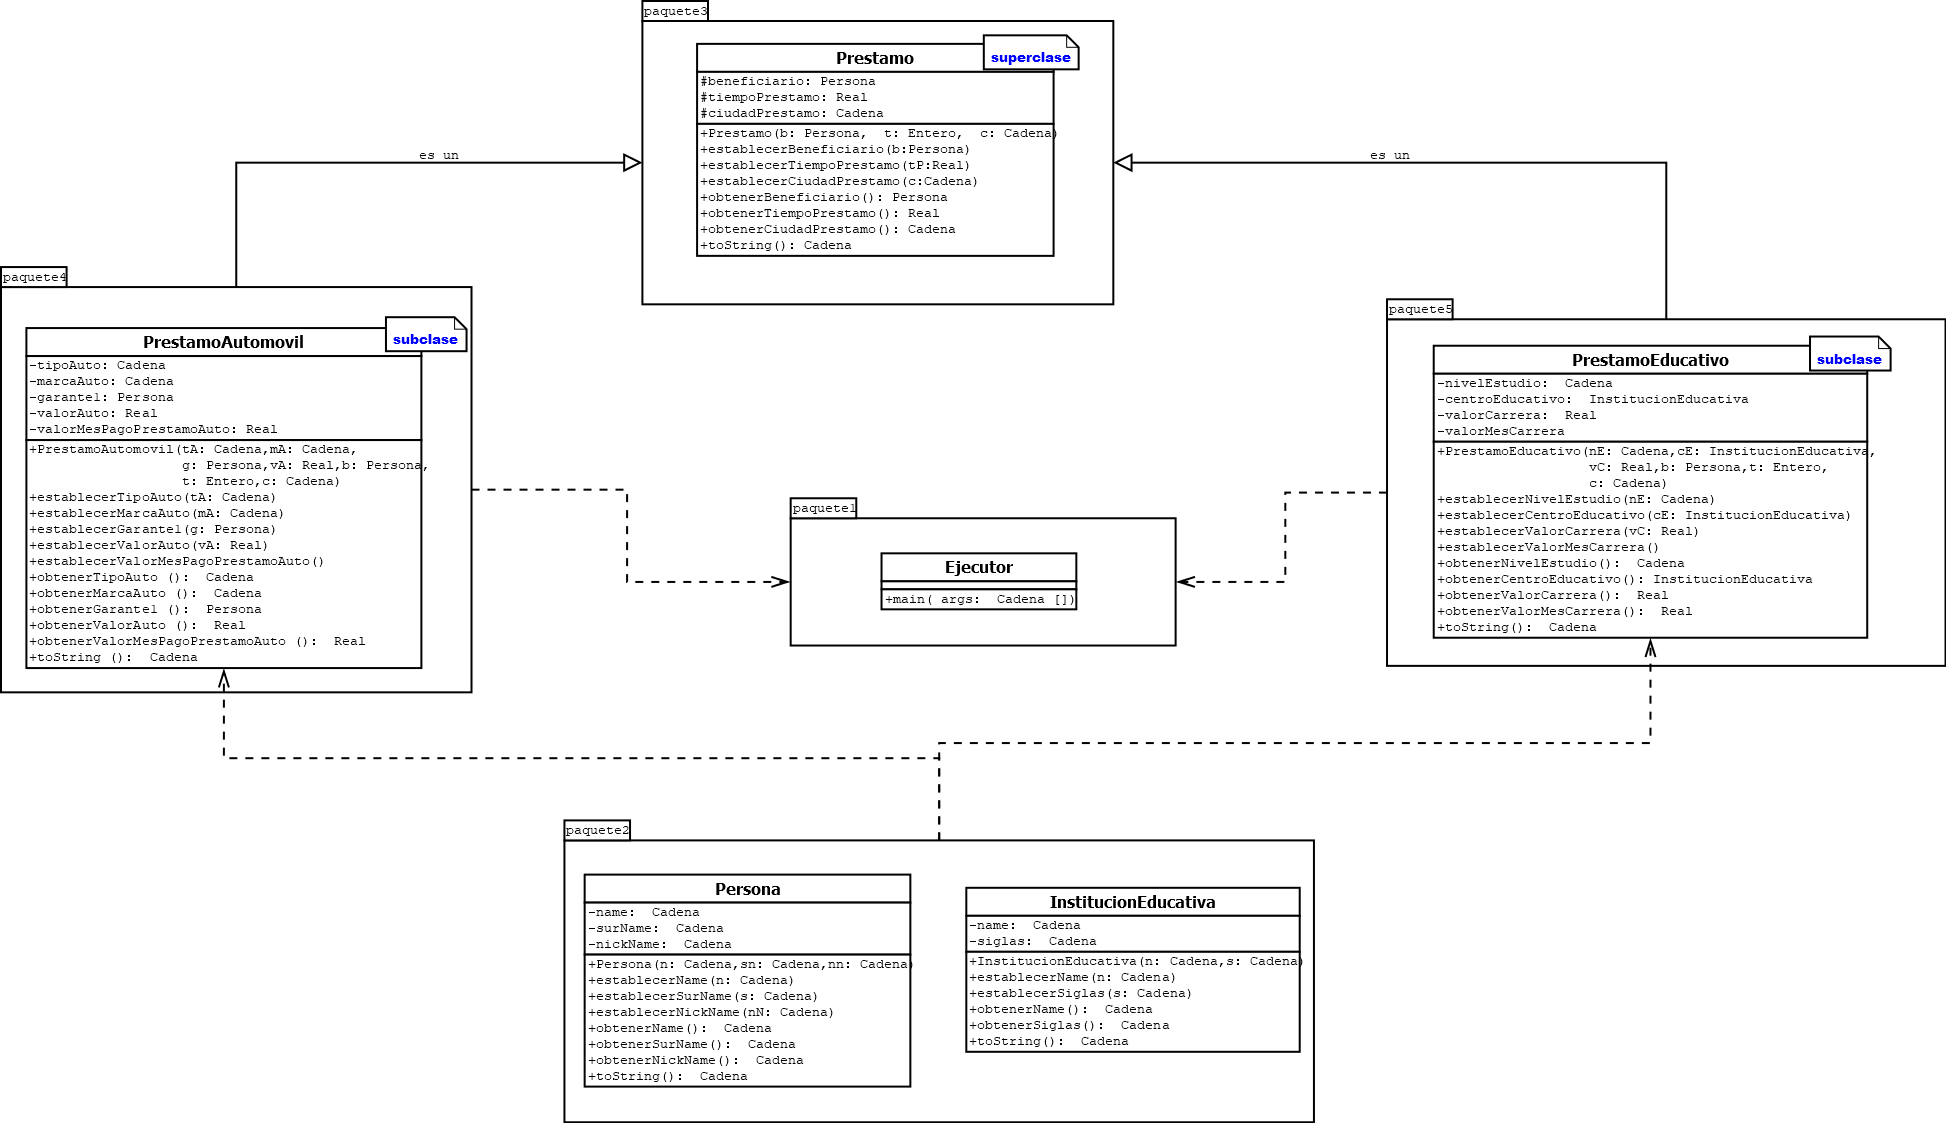 paquete3
Prestamo
superclase
#beneficiario: Persona
#tiempoPrestamo: Real
#ciudadPrestamo: Cadena
+Prestamo(b: Persona,  t: Entero,  c: Cadena)
+establecerBeneficiario(b:Persona)
+establecerTiempoPrestamo(tP:Real)
+establecerCiudadPrestamo(c:Cadena)
+obtenerBeneficiario(): Persona
+obtenerTiempoPrestamo(): Real
+obtenerCiudadPrestamo(): Cadena
+toString(): Cadena
es un
es un
paquete4
PrestamoAutomovil
subclase
-tipoAuto: Cadena
-marcaAuto: Cadena
-garante1: Persona
-valorAuto: Real
-valorMesPagoPrestamoAuto: Real
+PrestamoAutomovil(tA: Cadena,mA: Cadena,
g: Persona,vA: Real,b: Persona,
t: Entero,c: Cadena)
+establecerTipoAuto(tA: Cadena)
+establecerMarcaAuto(mA: Cadena)
+establecerGarante1(g: Persona)
+establecerValorAuto(vA: Real)
+establecerValorMesPagoPrestamoAuto()
+obtenerTipoAuto ():  Cadena
+obtenerMarcaAuto ():  Cadena
+obtenerGarante1 ():  Persona
+obtenerValorAuto ():  Real
+obtenerValorMesPagoPrestamoAuto ():  Real
+toString ():  Cadena
paquete1
Ejecutor
+main( args:  Cadena [])
paquete5
PrestamoEducativo
subclase
-nivelEstudio:  Cadena
-centroEducativo:  InstitucionEducativa
-valorCarrera:  Real
-valorMesCarrera
+PrestamoEducativo(nE: Cadena,cE: InstitucionEducativa,
vC: Real,b: Persona,t: Entero,
c: Cadena)
+establecerNivelEstudio(nE: Cadena)
+establecerCentroEducativo(cE: InstitucionEducativa)
+establecerValorCarrera(vC: Real)
+establecerValorMesCarrera()
+obtenerNivelEstudio():  Cadena
+obtenerCentroEducativo(): InstitucionEducativa
+obtenerValorCarrera():  Real
+obtenerValorMesCarrera():  Real
+toString():  Cadena
paquete2
Persona
-name:  Cadena
-surName:  Cadena
-nickName:  Cadena
+Persona(n: Cadena,sn: Cadena,nn: Cadena)
+establecerName(n: Cadena)
+establecerSurName(s: Cadena)
+establecerNickName(nN: Cadena)
+obtenerName():  Cadena
+obtenerSurName():  Cadena
+obtenerNickName():  Cadena
+toString():  Cadena
InstitucionEducativa
-name:  Cadena
-siglas:  Cadena
+InstitucionEducativa(n: Cadena,s: Cadena)
+establecerName(n: Cadena)
+establecerSiglas(s: Cadena)
+obtenerName():  Cadena
+obtenerSiglas():  Cadena
+toString():  Cadena